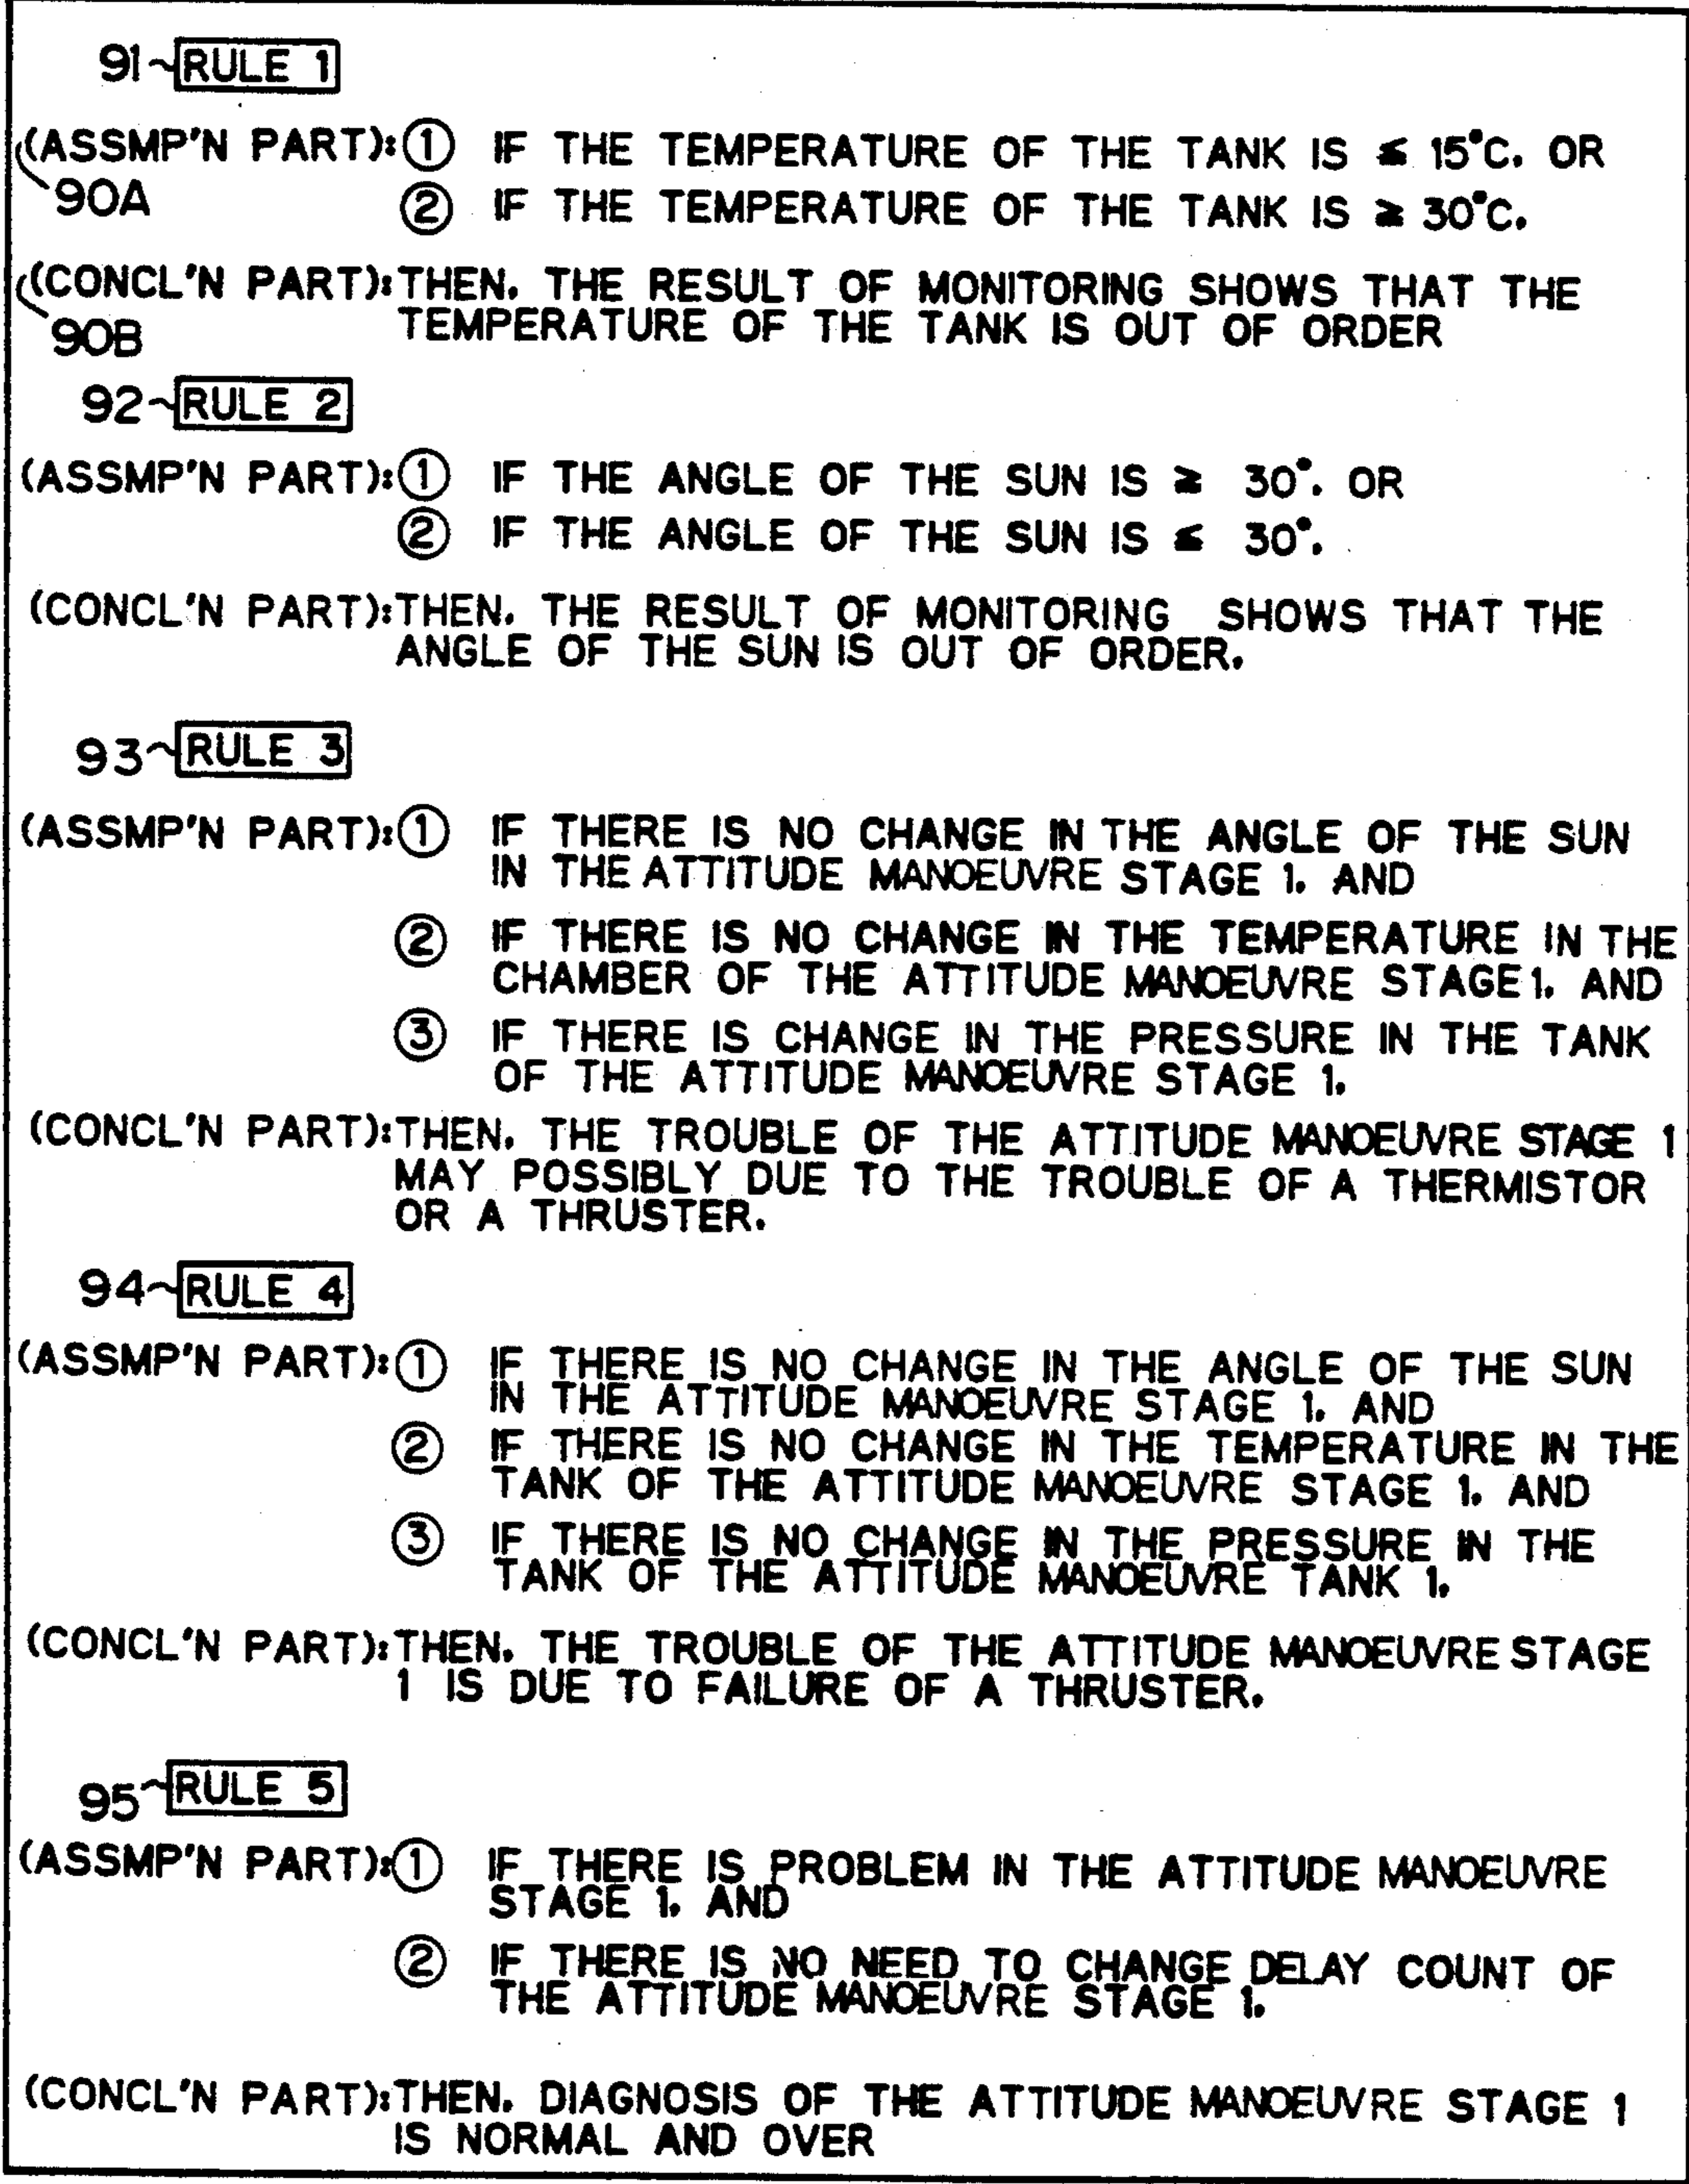 91~RULE 1
(ASSMP'N PART):① IF THE TEMPERATURE OF THE TANK IS ≦ 15°C. OR
90A ② IF THE TEMPERATURE OF THE TANK IS ≧ 30°C.
(CONCL'N PART):THEN. THE RESULT OF MONITORING SHOWS THAT THE
90B TEMPERATURE OF THE TANK IS OUT OF ORDER
92~RULE 2
(ASSMP'N PART):① IF THE ANGLE OF THE SUN IS ≧ 30°. OR
② IF THE ANGLE OF THE SUN IS ≦ 30°.
(CONCL'N PART):THEN. THE RESULT OF MONITORING SHOWS THAT THE
ANGLE OF THE SUN IS OUT OF ORDER.
93~RULE 3
(ASSMP'N PART):① IF THERE IS NO CHANGE IN THE ANGLE OF THE SUN
IN THE ATTITUDE MANOEUVRE STAGE 1. AND
② IF THERE IS NO CHANGE IN THE TEMPERATURE IN THE
CHAMBER OF THE ATTITUDE MANOEUVRE STAGE 1. AND
③ IF THERE IS CHANGE IN THE PRESSURE IN THE TANK
OF THE ATTITUDE MANOEUVRE STAGE 1.
(CONCL'N PART):THEN. THE TROUBLE OF THE ATTITUDE MANOEUVRE STAGE 1
MAY POSSIBLY DUE TO THE TROUBLE OF A THERMISTOR
OR A THRUSTER.
94~RULE 4
(ASSMP'N PART):① IF THERE IS NO CHANGE IN THE ANGLE OF THE SUN
IN THE ATTITUDE MANOEUVRE STAGE 1. AND
② IF THERE IS NO CHANGE IN THE TEMPERATURE IN THE
TANK OF THE ATTITUDE MANOEUVRE STAGE 1. AND
③ IF THERE IS NO CHANGE IN THE PRESSURE IN THE
TANK OF THE ATTITUDE MANOEUVRE TANK 1.
(CONCL'N PART):THEN. THE TROUBLE OF THE ATTITUDE MANOEUVRE STAGE
1 IS DUE TO FAILURE OF A THRUSTER.
95~RULE 5
(ASSMP'N PART):① IF THERE IS PROBLEM IN THE ATTITUDE MANOEUVRE
STAGE 1. AND
② IF THERE IS NO NEED TO CHANGE DELAY COUNT OF
THE ATTITUDE MANOEUVRE STAGE 1.
(CONCL'N PART):THEN. DIAGNOSIS OF THE ATTITUDE MANOEUVRE STAGE 1
IS NORMAL AND OVER